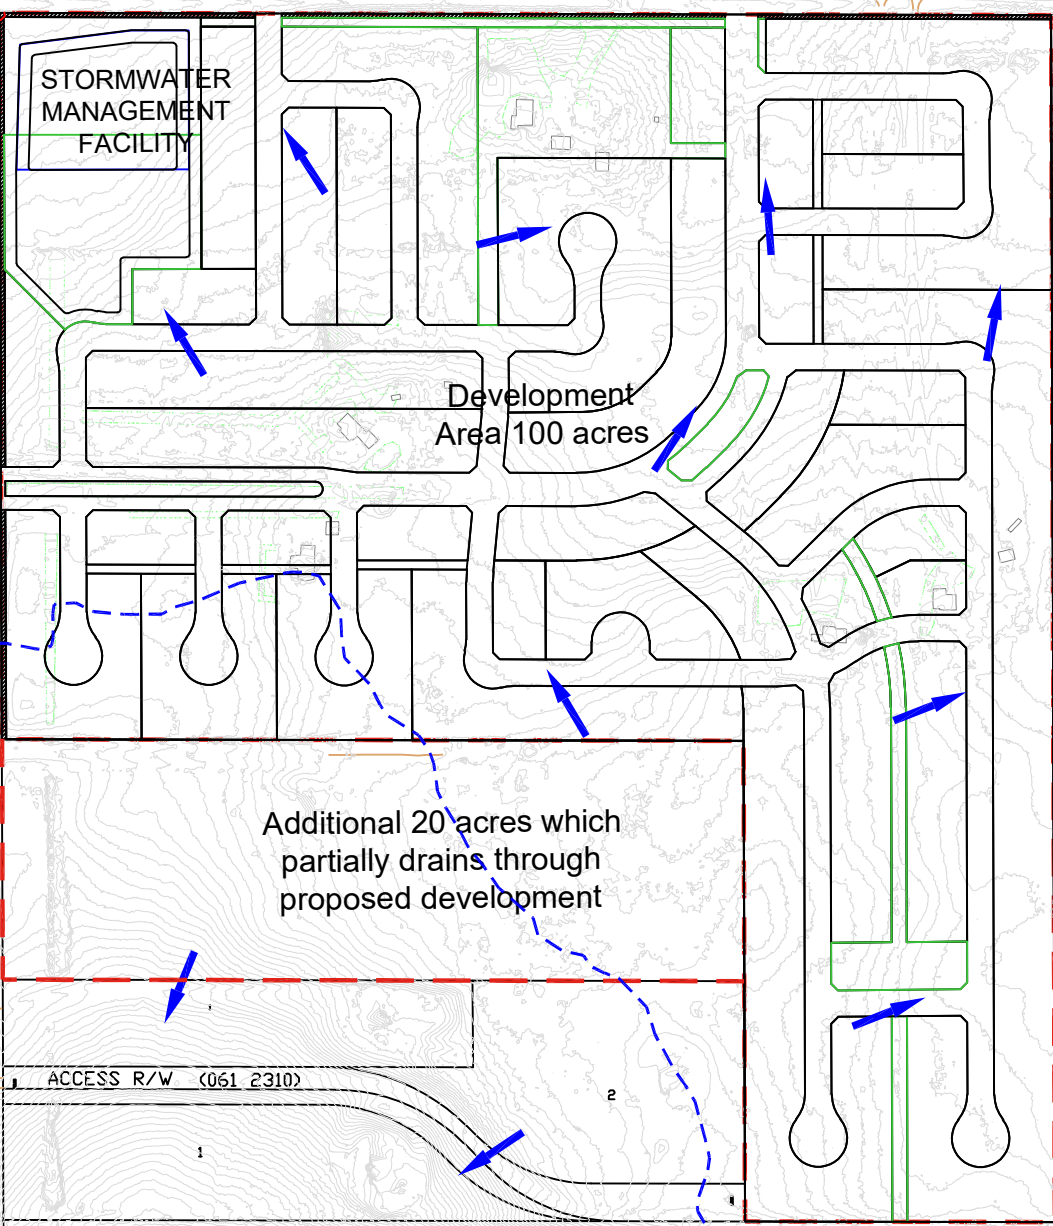 STORMWATER
MANAGEMENT
FACILITY
Development
Area 100 acres
Additional 20 acres which
partially drains through
proposed development
ACCESS R/W (061 2310)
2
1